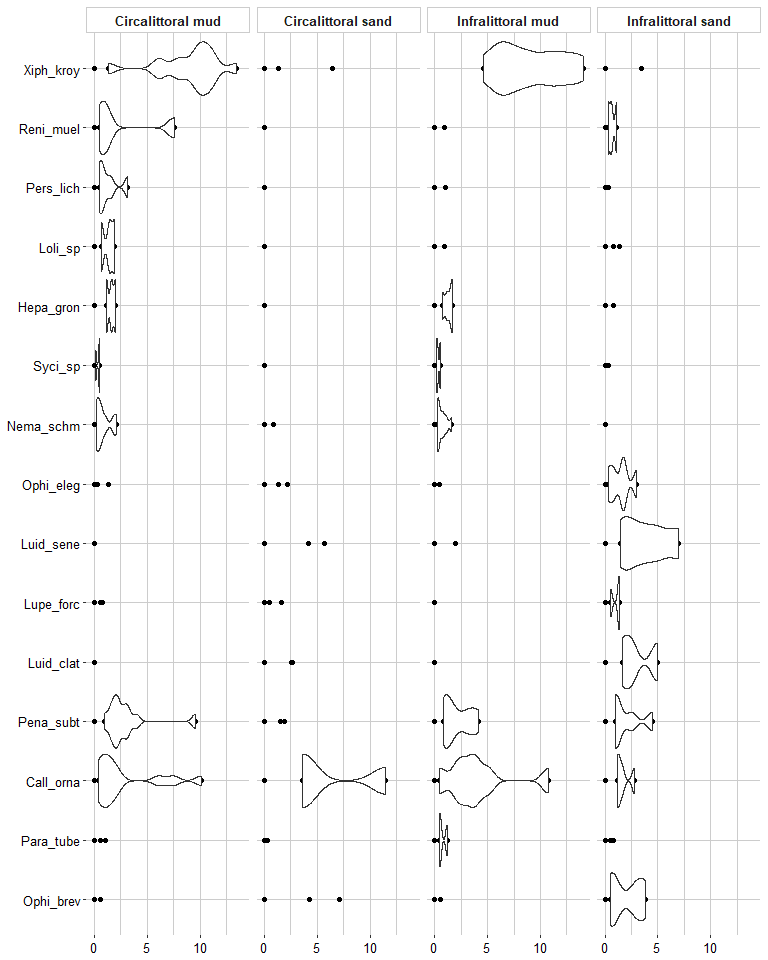 Circalittoral mud Circalittoral sand Infralittoral mud Infralittoral sand
Xiph_kroy
Reni_muel
Pers_lich
Loli_sp
Hepa_gron
Syci_sp
Nema_schm
Ophi_eleg
Luid_sene
Lupe_forc
Luid_clat
Pena_subt
Call_orna
Para_tube
Ophi_brev
0 5 10 0 5 10 0 5 10 0 5 10